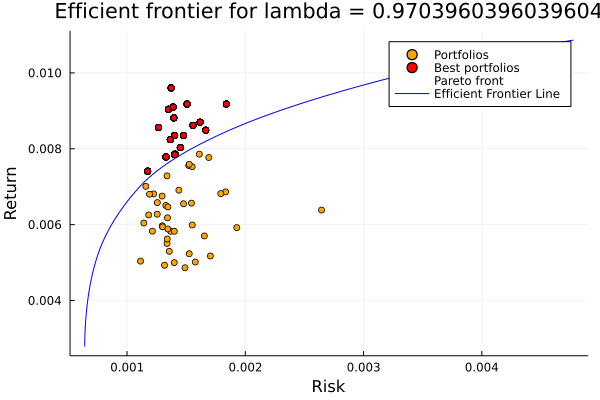 Efficient frontier for lambda = 0.9703960396039604
Portfolios
Best portfolios
Pareto front
Efficient Frontier Line
Return
0.010
0.008
0.006
0.004
0.001
0.002
0.003
0.004
Risk